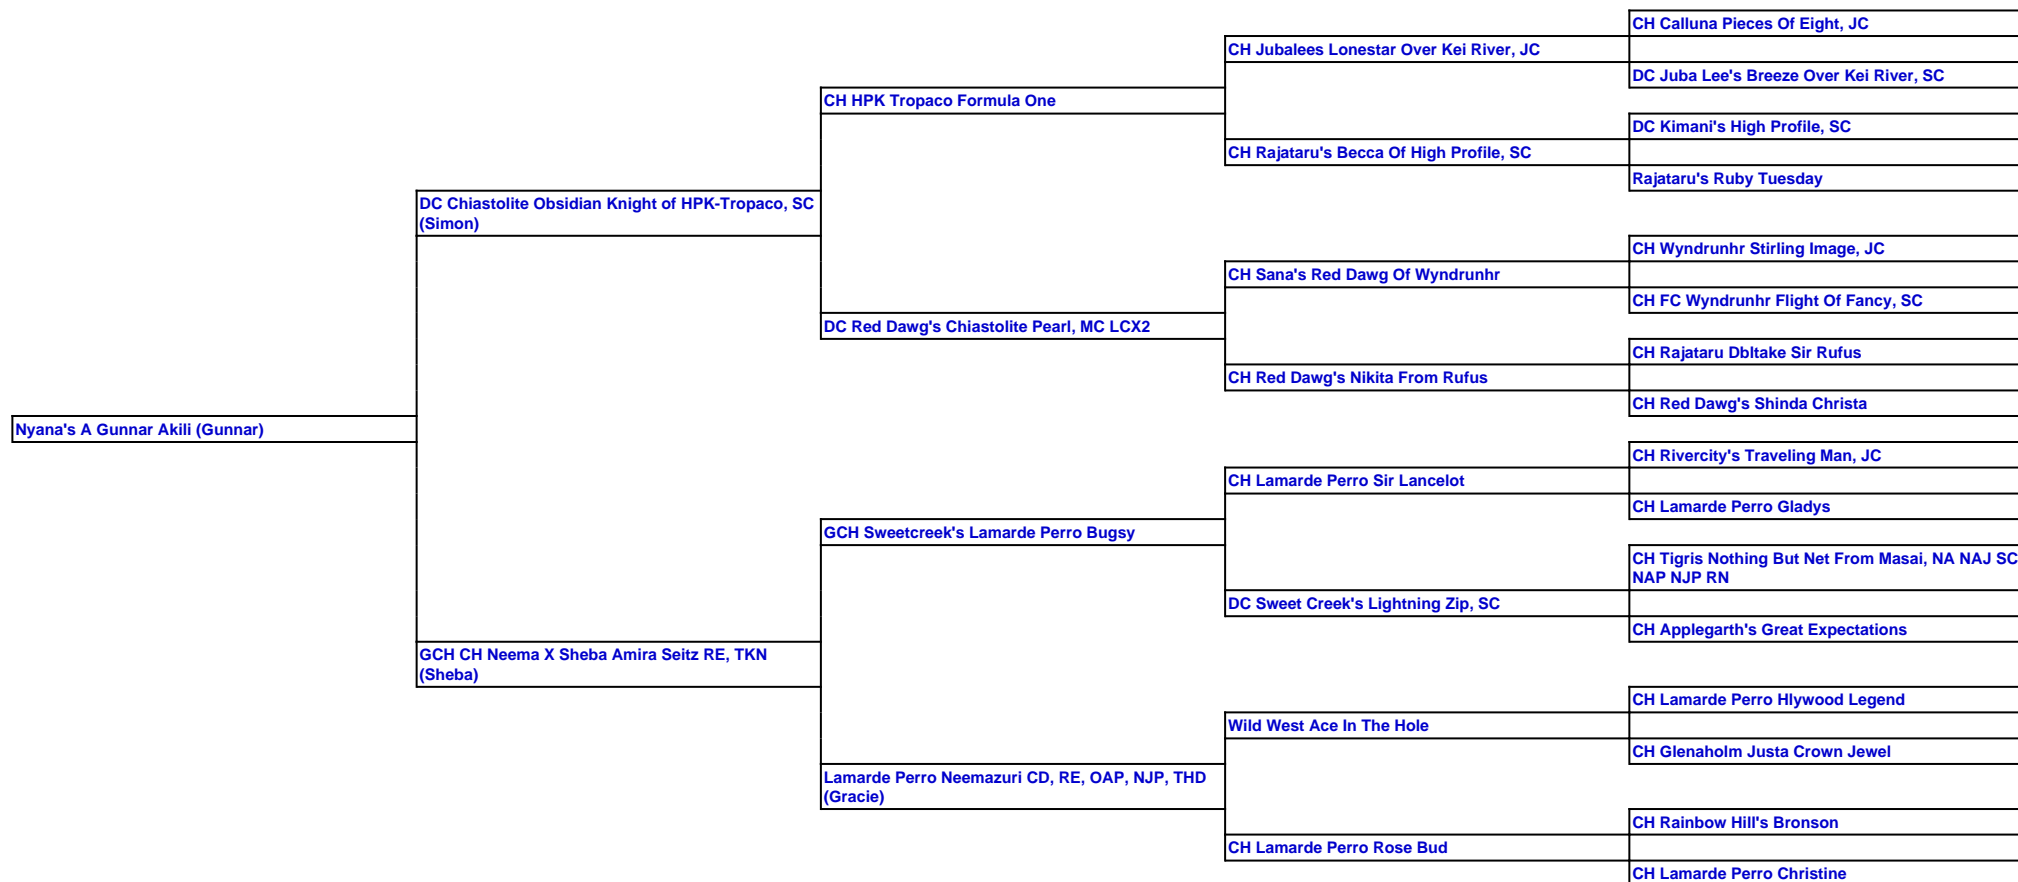 CH Calluna Pieces Of Eight, JC
CH Jubalees Lonestar Over Kei River, JC
DC Juba Lee's Breeze Over Kei River, SC
CH HPK Tropaco Formula One
DC Kimani's High Profile, SC
CH Rajataru's Becca Of High Profile, SC
Rajataru's Ruby Tuesday
DC Chiastolite Obsidian Knight of HPK-Tropaco, SC
(Simon)
CH Wyndrunhr Stirling Image, JC
CH Sana's Red Dawg Of Wyndrunhr
CH FC Wyndrunhr Flight Of Fancy, SC
DC Red Dawg's Chiastolite Pearl, MC LCX2
CH Rajataru Dbltake Sir Rufus
CH Red Dawg's Nikita From Rufus
CH Red Dawg's Shinda Christa
Nyana's A Gunnar Akili (Gunnar)
CH Rivercity's Traveling Man, JC
CH Lamarde Perro Sir Lancelot
CH Lamarde Perro Gladys
GCH Sweetcreek's Lamarde Perro Bugsy
CH Tigris Nothing But Net From Masai, NA NAJ SC
NAP NJP RN
DC Sweet Creek's Lightning Zip, SC
CH Applegarth's Great Expectations
GCH CH Neema X Sheba Amira Seitz RE, TKN
(Sheba)
CH Lamarde Perro Hlywood Legend
Wild West Ace In The Hole
CH Glenaholm Justa Crown Jewel
Lamarde Perro Neemazuri CD, RE, OAP, NJP, THD
(Gracie)
CH Rainbow Hill's Bronson
CH Lamarde Perro Rose Bud
CH Lamarde Perro Christine